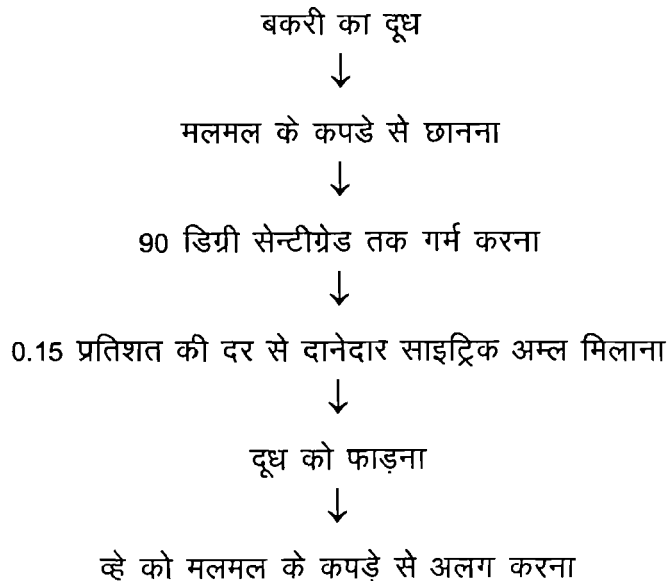 बकरी का दूध
↓
मलमल के कपडे से छानना
↓
90 डिग्री सेन्टीग्रेड तक गर्म करना
↓
0.15 प्रतिशत की दर से दानेदार साइट्रिक अम्ल मिलाना
↓
दूध को फाड़ना
↓
व्हे को मलमल के कपड़े से अलग करना